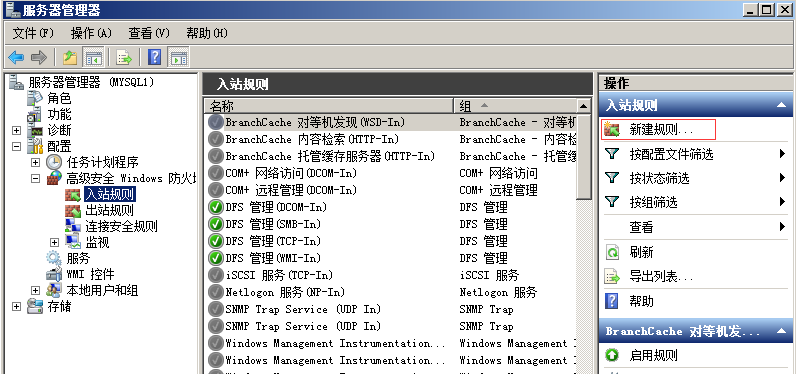 服务器管理器
文件(F) 操作(A) 查看(V) 帮助(H)
服务器管理器 (MYSQL1)
角色
功能
诊断
配置
任务计划程序
高级安全 Windows 防火
入站规则
出站规则
连接安全规则
监视
服务
WMI 控件
本地用户和组
存储
入站规则
名称 组
BranchCache 对等机发现(WSD-In) BranchCache - 对等机
BranchCache 内容检索(HTTP-In) BranchCache - 内容检
BranchCache 托管缓存服务器(HTTP-In) BranchCache - 托管缓
COM+ 网络访问(DCOM-In) COM+ 网络访问
COM+ 远程管理(DCOM-In) COM+ 远程管理
DFS 管理(DCOM-In) DFS 管理
DFS 管理(SMB-In) DFS 管理
DFS 管理(TCP-In) DFS 管理
DFS 管理(WMI-In) DFS 管理
iSCSI 服务(TCP-In) iSCSI 服务
Netlogon 服务(NP-In) Netlogon 服务
SNMP Trap Service (UDP In) SNMP Trap
SNMP Trap Service (UDP In) SNMP Trap
Windows Management Instrumentation... Windows Management I
操作
入站规则
新建规则...
按配置文件筛选
按状态筛选
按组筛选
查看
刷新
导出列表...
帮助
BranchCache 对等机发...
启用规则